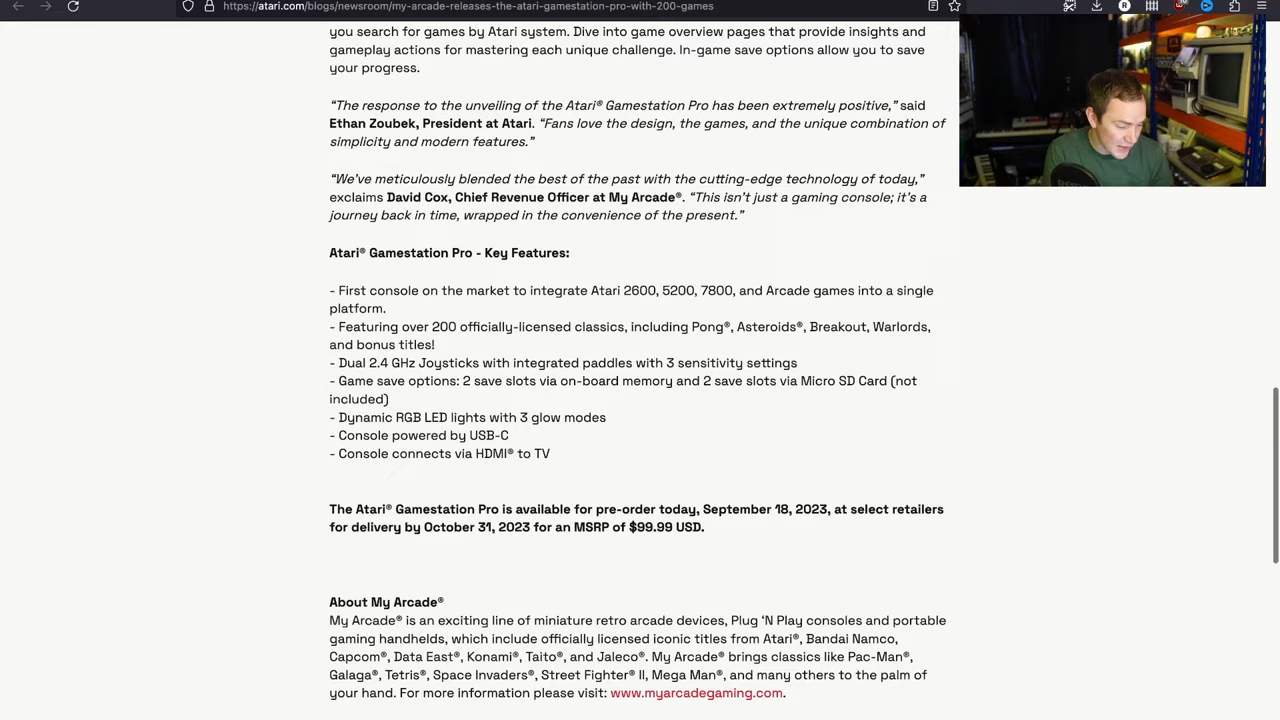 https://atari.com/blogs/newsroom/my-arcade-releases-the-atari-gamestation-pro-with-200-games
you search for games by Atari system. Dive into game overview pages that provide insights and
gameplay actions for mastering each unique challenge. In-game save options allow you to save
your progress.
“The response to the unveiling of the Atari® Gamestation Pro has been extremely positive,” said
Ethan Zoubek, President at Atari. “Fans love the design, the games, and the unique combination of
simplicity and modern features.”
“We’ve meticulously blended the best of the past with the cutting-edge technology of today,”
exclaims David Cox, Chief Revenue Officer at My Arcade®. “This isn’t just a gaming console; it’s a
journey back in time, wrapped in the convenience of the present.”
Atari® Gamestation Pro - Key Features:
- First console on the market to integrate Atari 2600, 5200, 7800, and Arcade games into a single
platform.
- Featuring over 200 officially-licensed classics, including Pong®, Asteroids®, Breakout, Warlords,
and bonus titles!
- Dual 2.4 GHz Joysticks with integrated paddles with 3 sensitivity settings
- Game save options: 2 save slots via on-board memory and 2 save slots via Micro SD Card (not
included)
- Dynamic RGB LED lights with 3 glow modes
- Console powered by USB-C
- Console connects via HDMI® to TV
The Atari® Gamestation Pro is available for pre-order today, September 18, 2023, at select retailers
for delivery by October 31, 2023 for an MSRP of $99.99 USD.
About My Arcade®
My Arcade® is an exciting line of miniature retro arcade devices, Plug ‘N Play consoles and portable
gaming handhelds, which include officially licensed iconic titles from Atari®, Bandai Namco,
Capcom®, Data East®, Konami®, Taito®, and Jaleco®. My Arcade® brings classics like Pac-Man®,
Galaga®, Tetris®, Space Invaders®, Street Fighter® II, Mega Man®, and many others to the palm of
your hand. For more information please visit: www.myarcadegaming.com.